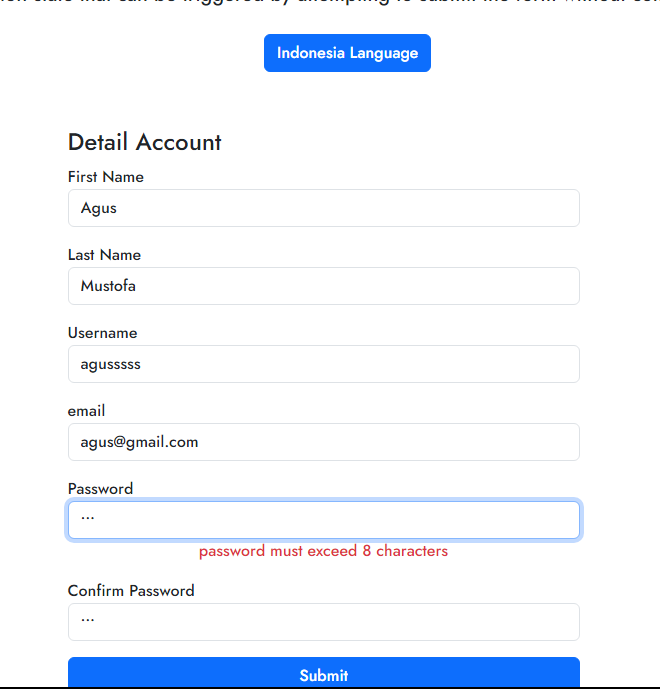 Indonesia Language
Detail Account
First Name
Agus
Last Name
Mustofa
Username
agusssss
email
agus@gmail.com
Password
...
password must exceed 8 characters
Confirm Password
...
Submit